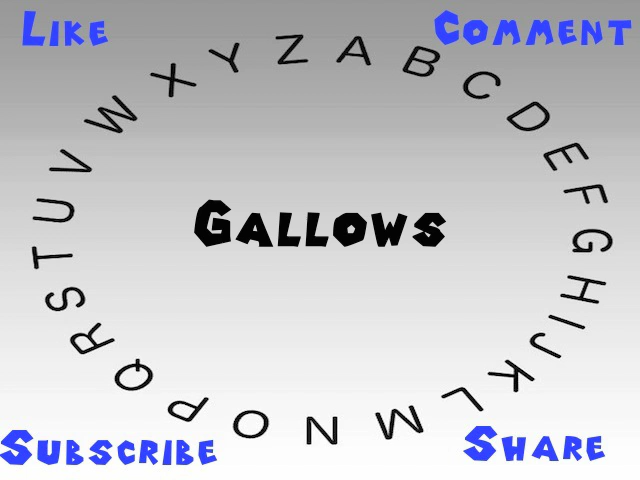 Like
Comment
A B C D E F G H I J K L M N O P Q R S T U V W X Y Z
Gallows
Subscribe
Share